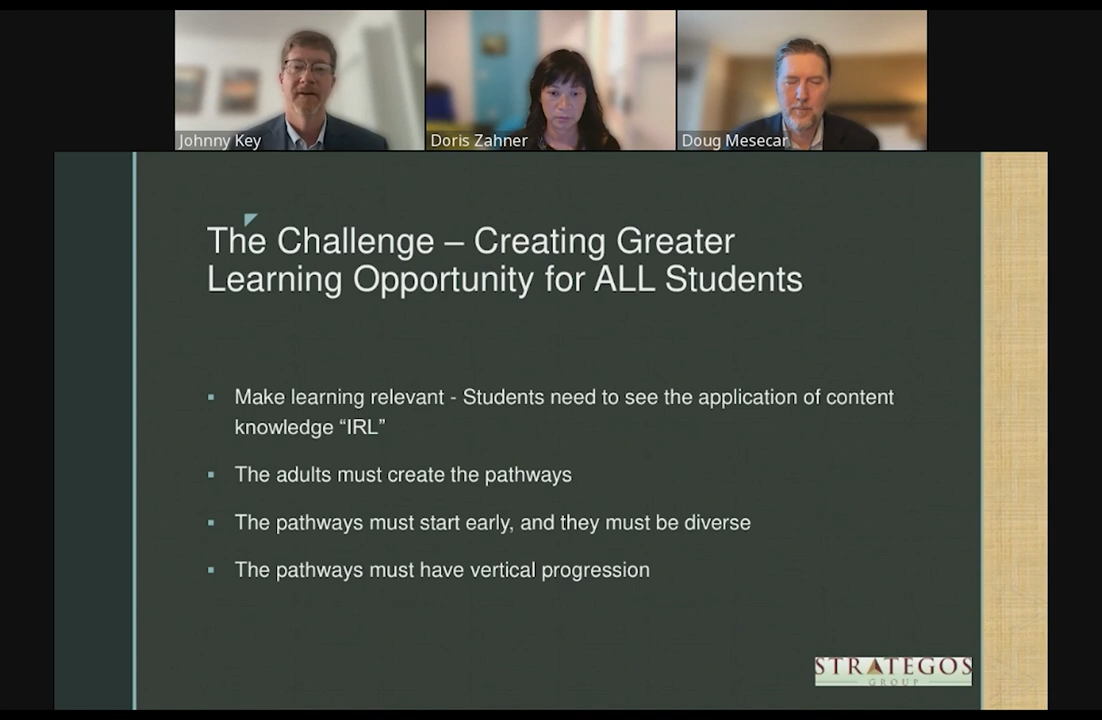 Johnny Key
Doris Zahner
Doug Mesecar
The Challenge – Creating Greater
Learning Opportunity for ALL Students
Make learning relevant - Students need to see the application of content
knowledge “IRL”
The adults must create the pathways
The pathways must start early, and they must be diverse
The pathways must have vertical progression
STRATEGOS
GROUP